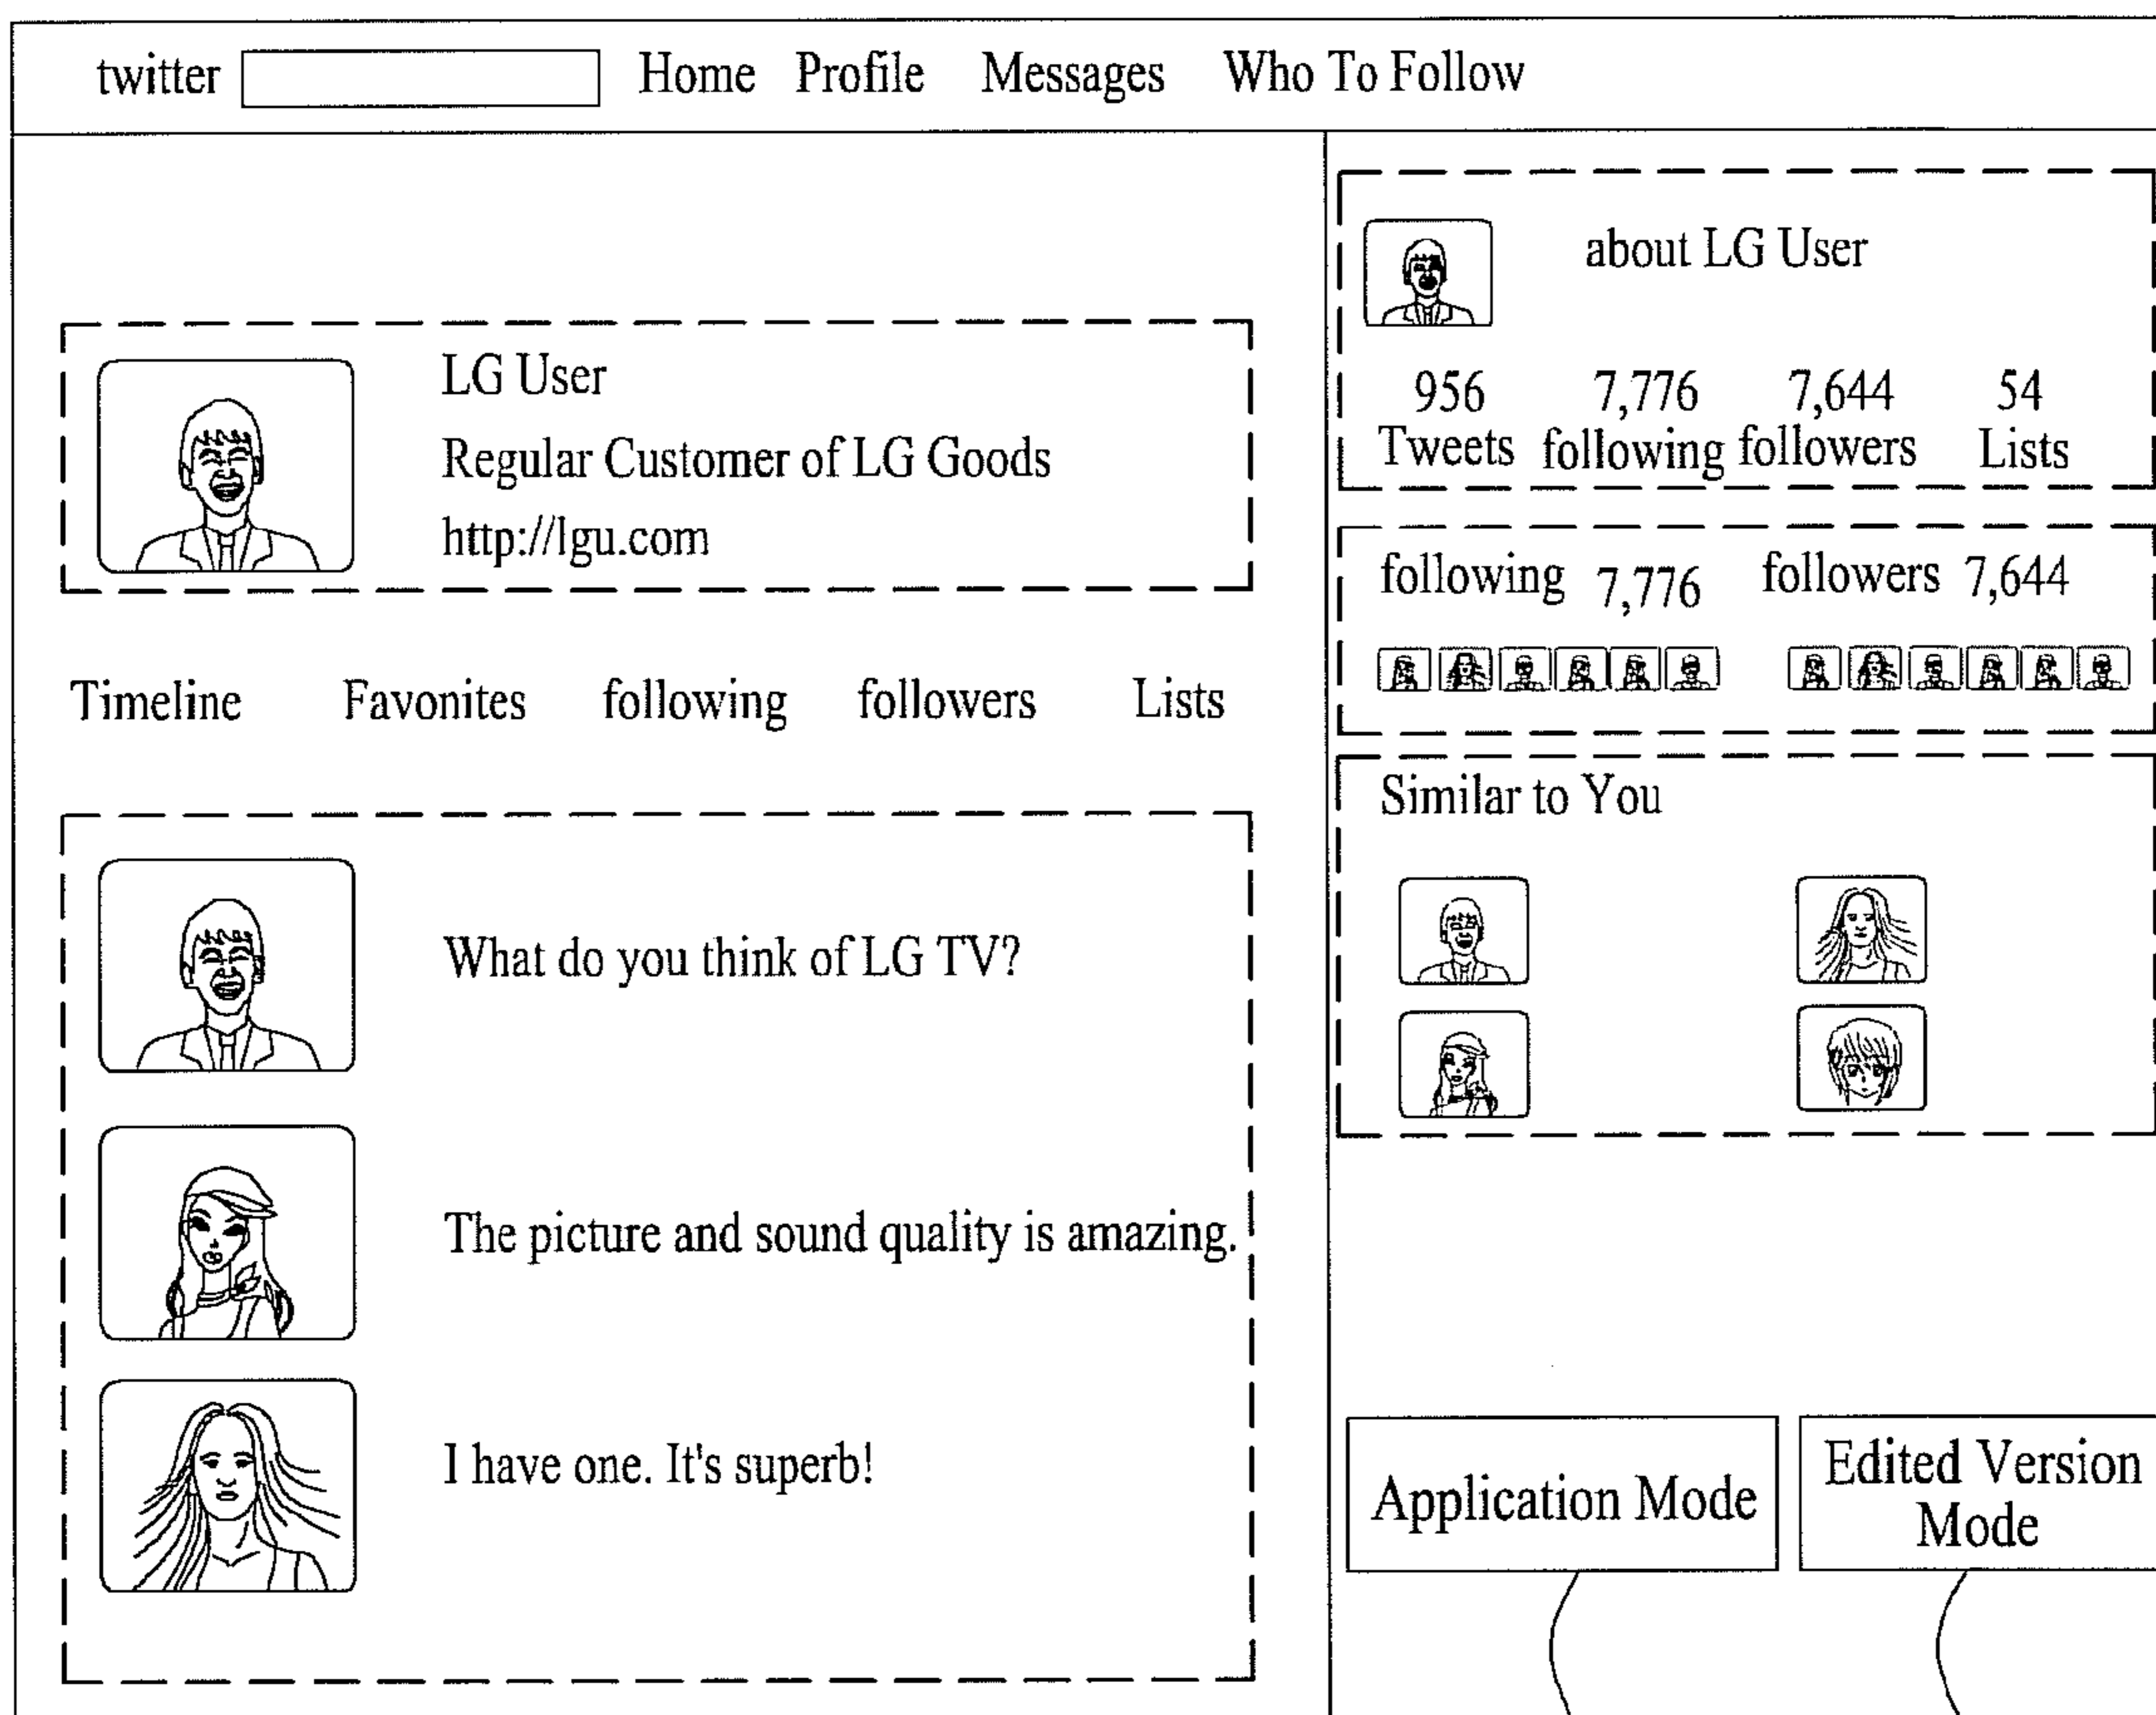 twitter Home Profile Messages Who To Follow
LG User
Regular Customer of LG Goods
http://lgu.com
Timeline Favonites following followers Lists
What do you think of LG TV?
The picture and sound quality is amazing.
I have one. It's superb!
about LG User
956 7,776 7,644 54
Tweets following followers Lists
following 7,776 followers 7,644
Similar to You
Application Mode
Edited Version
Mode